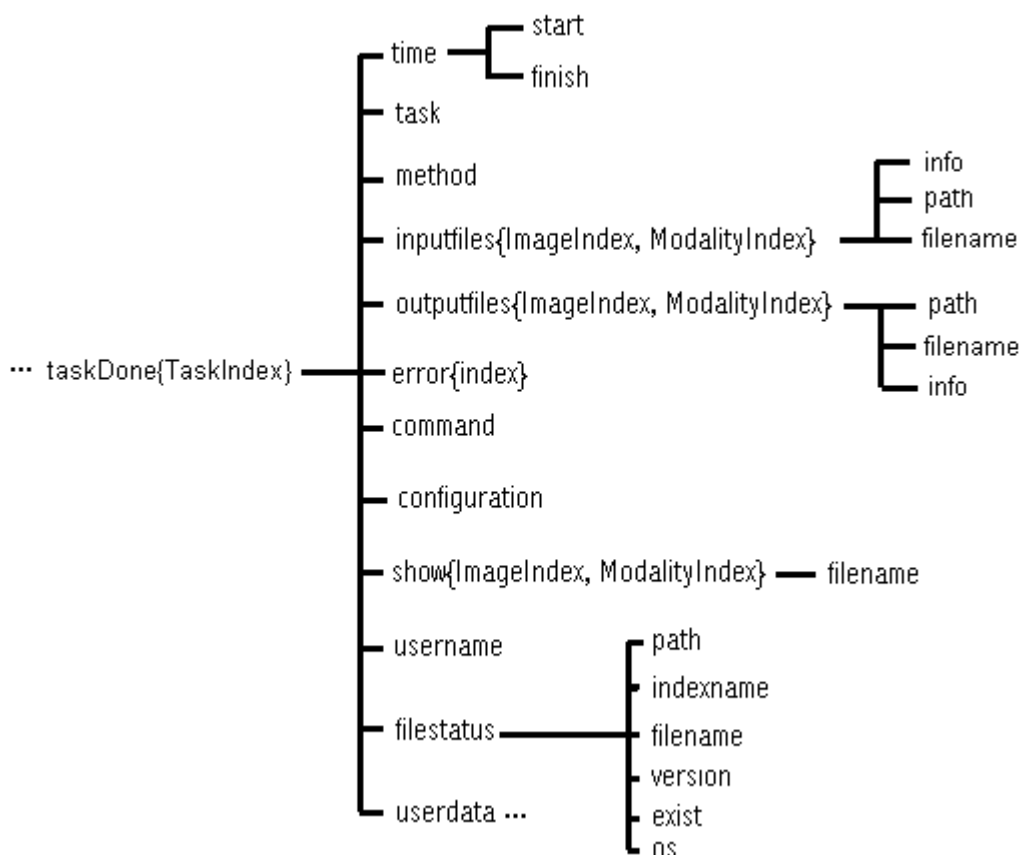 time
start
finish
task
method
inputfiles{ImageIndex, ModalityIndex}
info
path
filename
outputfiles{ImageIndex, ModalityIndex}
path
filename
info
... taskDone{TaskIndex}
error{index}
command
configuration
show{ImageIndex, ModalityIndex}
filename
username
filestatus
path
indexname
filename
version
exist
os
userdata ...